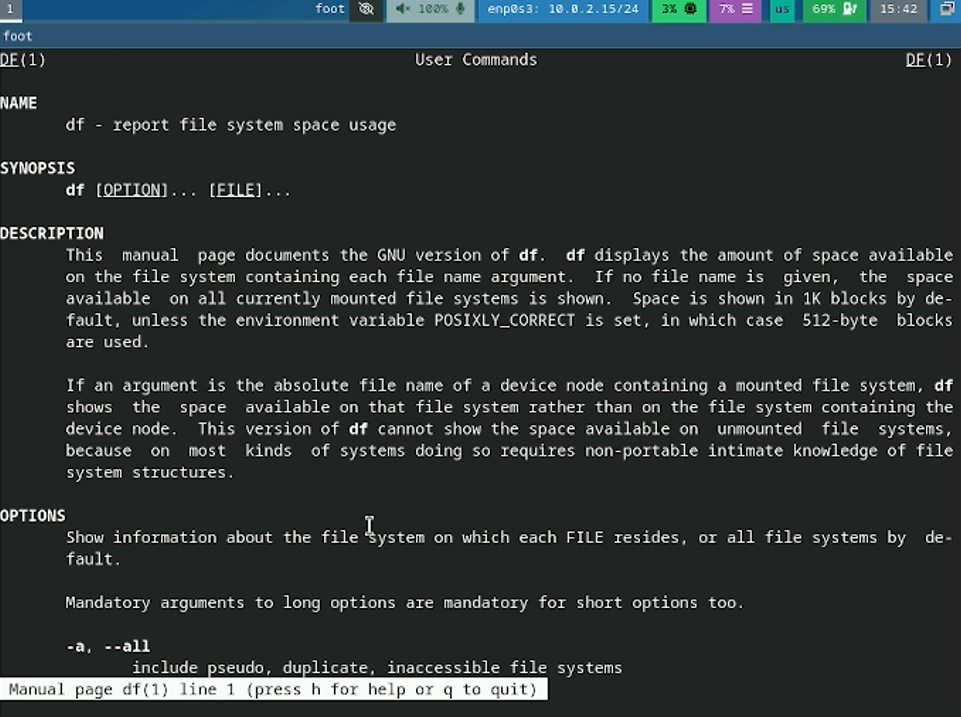 1 foot 100% enp0s3: 10.0.2.15/24 3% 7% us 69% 15:42
foot
DF(1) User Commands DF(1)
NAME
df - report file system space usage
SYNOPSIS
df [OPTION]... [FILE]...
DESCRIPTION
This manual page documents the GNU version of df. df displays the amount of space available
on the file system containing each file name argument. If no file name is given, the space
available on all currently mounted file systems is shown. Space is shown in 1K blocks by de-
fault, unless the environment variable POSIXLY_CORRECT is set, in which case 512-byte blocks
are used.
If an argument is the absolute file name of a device node containing a mounted file system, df
shows the space available on that file system rather than on the file system containing the
device node. This version of df cannot show the space available on unmounted file systems,
because on most kinds of systems doing so requires non-portable intimate knowledge of file
system structures.
OPTIONS
Show information about the file system on which each FILE resides, or all file systems by de-
fault.
Mandatory arguments to long options are mandatory for short options too.
-a, --all
include pseudo, duplicate, inaccessible file systems
Manual page df(1) line 1 (press h for help or q to quit)